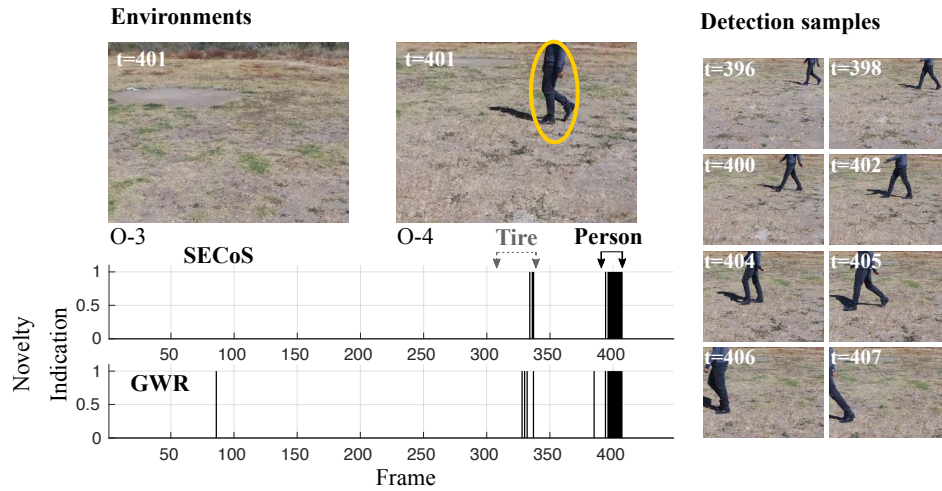 Environments
Detection samples
t=401
t=401
t=396
t=398
t=400
t=402
t=404
t=405
t=406
t=407
O-3
O-4
Tire
Person
SECoS
1
0.5
0
50
100
150
200
250
300
350
400
Novelty
Indication
GWR
1
0.5
0
50
100
150
200
250
300
350
400
Frame